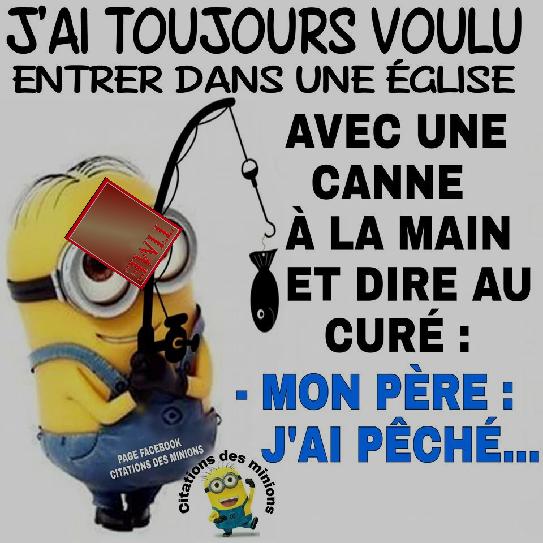 J'AI TOUJOURS VOULU
ENTRER DANS UNE ÉGLISE
AVEC UNE
CANNE
À LA MAIN
ET DIRE AU
CURÉ :
- MON PÈRE :
J'AI PÊCHÉ...
PAGE FACEBOOK
CITATIONS DES MINIONS
Citations des minions